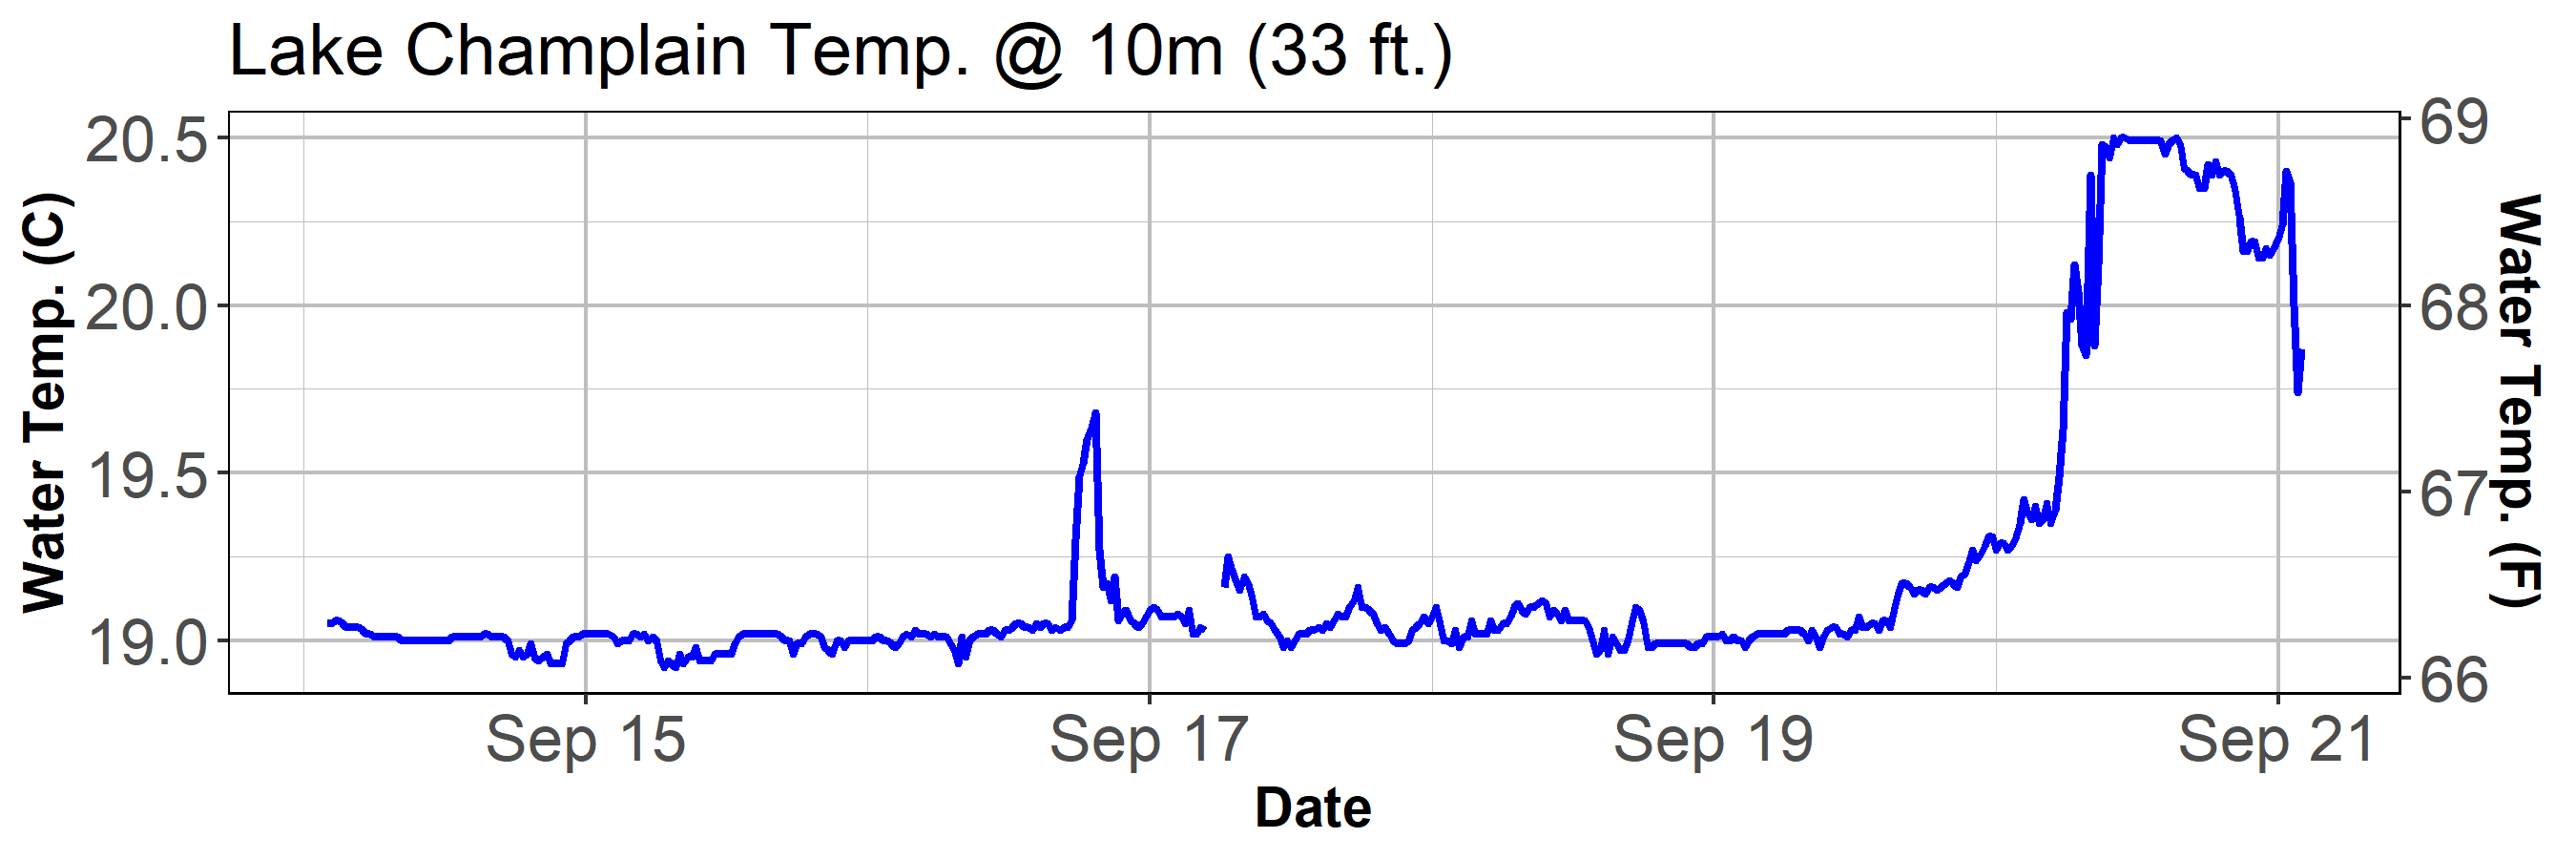 Lake Champlain Temp. @ 10m (33 ft.)
Water Temp. (C)
20.5
20.0
19.5
19.0
69
68
67
66
Water Temp. (F)
Sep 15
Sep 17
Sep 19
Sep 21
Date